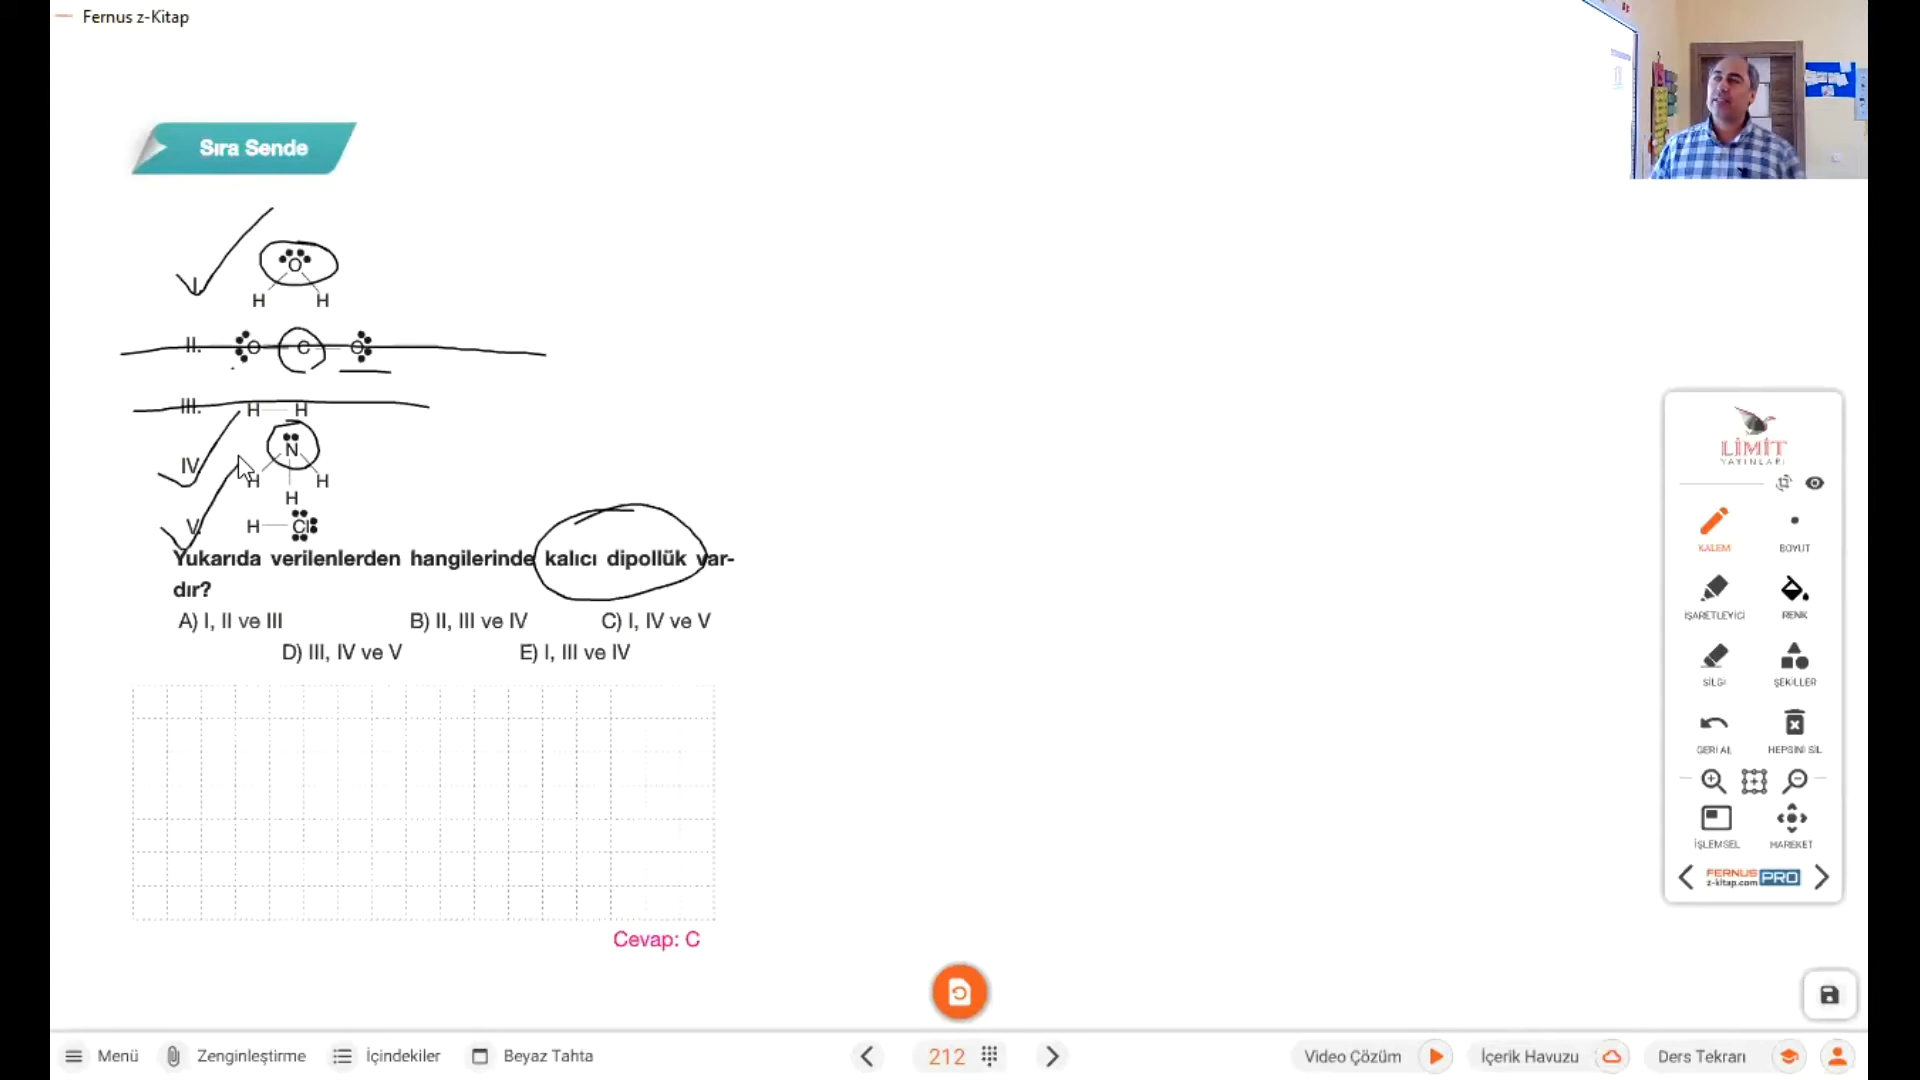 Fernus z-Kitap
Sıra Sende
I.
O
H H
II. O C O
III. H H
IV. N
H H
H
V. H Cl
Yukarıda verilenlerden hangilerinde kalıcı dipollük var-
dır?
A) I, II ve III B) II, III ve IV C) I, IV ve V
D) III, IV ve V E) I, III ve IV
Cevap: C
LİMİT
YAYINLARI
KALEM BOYUT
İŞARETLEYİCİ RENK
SİLGİ ŞEKİLLER
GERİ AL HEPSİNİ SİL
İŞLEMSEL HAREKET
FERNUS PRO
z-kitap.com
Menü Zenginleştirme İçindekiler Beyaz Tahta 212 Video Çözüm İçerik Havuzu Ders Tekrarı